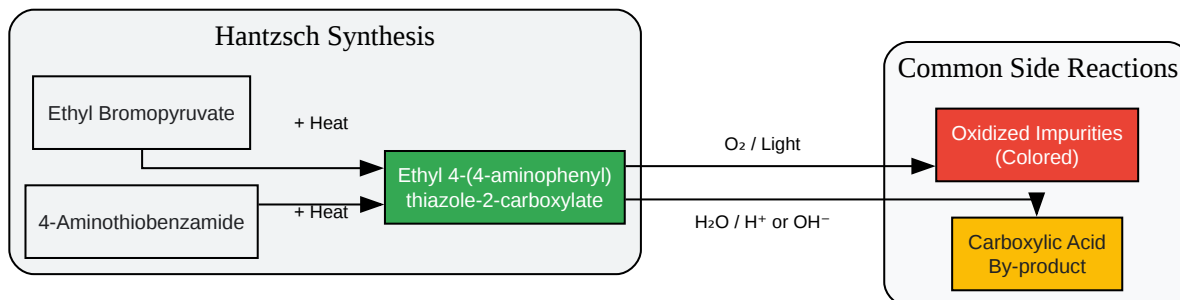 Hantzsch Synthesis
Ethyl Bromopyruvate
+ Heat
4-Aminothiobenzamide
+ Heat
Ethyl 4-(4-aminophenyl)
thiazole-2-carboxylate
O₂ / Light
H₂O / H⁺ or OH⁻
Common Side Reactions
Oxidized Impurities
(Colored)
Carboxylic Acid
By-product